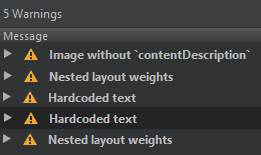 5 Warnings
Message
Image without `contentDescription`
Nested layout weights
Hardcoded text
Hardcoded text
Nested layout weights